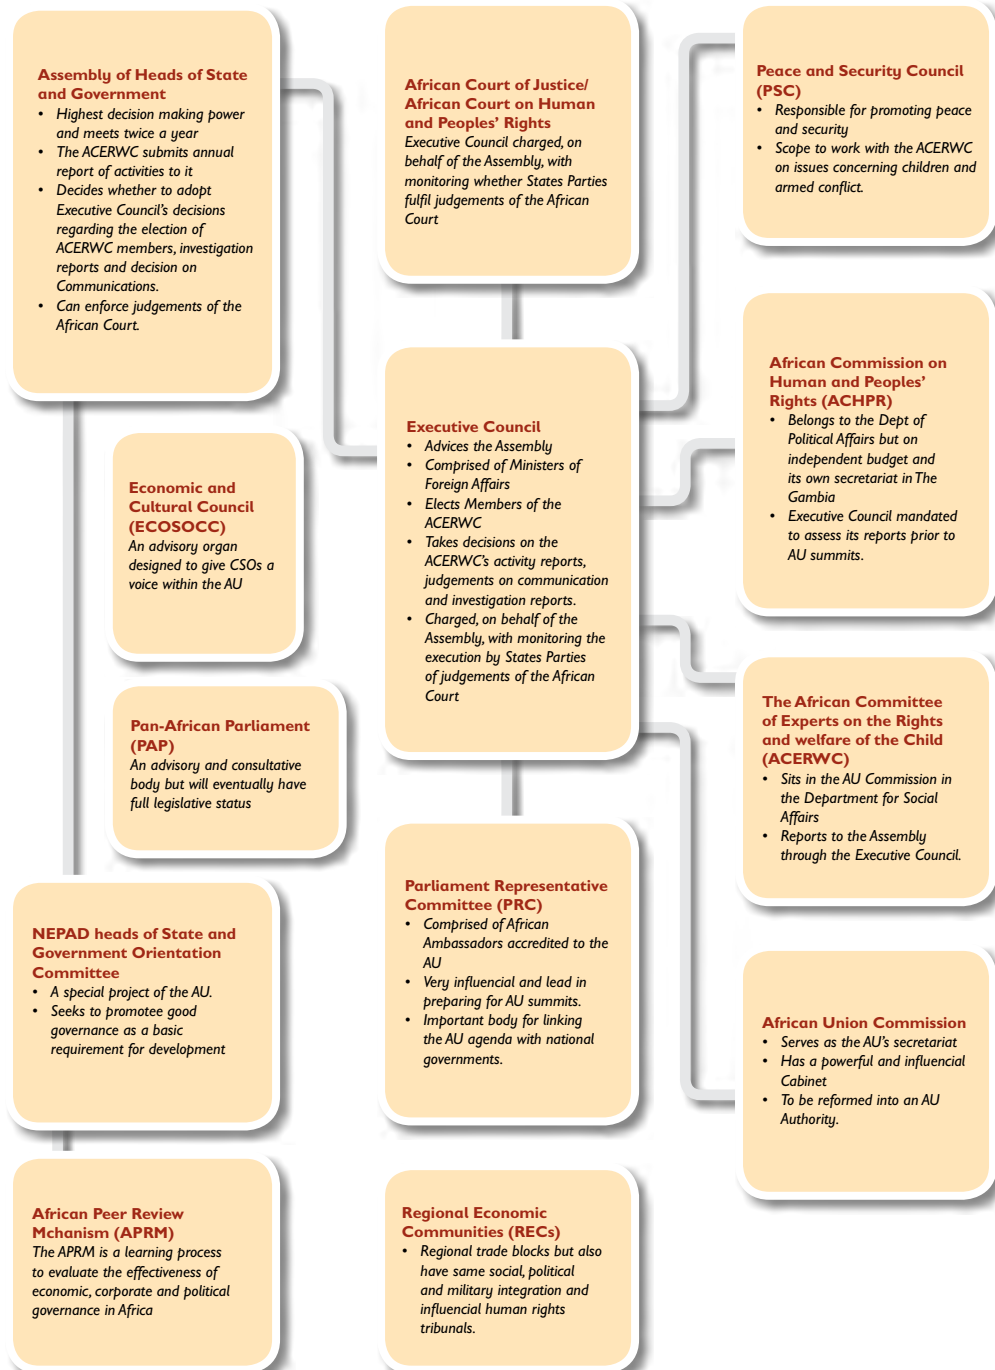 Assembly of Heads of State
and Government
• Highest decision making power
and meets twice a year
• The ACERWC submits annual
report of activities to it
• Decides whether to adopt
Executive Council's decisions
regarding the election of
ACERWC members, investigation
reports and decision on
Communications.
• Can enforce judgements of the
African Court.
African Court of Justice/
African Court on Human
and Peoples' Rights
Executive Council charged, on
behalf of the Assembly, with
monitoring whether States Parties
fulfil judgements of the African
Court
Peace and Security Council
(PSC)
• Responsible for promoting peace
and security
• Scope to work with the ACERWC
on issues concerning children and
armed conflict.
Executive Council
• Advices the Assembly
• Comprised of Ministers of
Foreign Affairs
• Elects Members of the
ACERWC
• Takes decisions on the
ACERWC's activity reports,
judgements on communication
and investigation reports.
• Charged, on behalf of the
Assembly, with monitoring the
execution by States Parties
of judgements of the African
Court
African Commission on
Human and Peoples'
Rights (ACHPR)
• Belongs to the Dept of
Political Affairs but on
independent budget and
its own secretariat in The
Gambia
• Executive Council mandated
to assess its reports prior to
AU summits.
Economic and
Cultural Council
(ECOSOCC)
An advisory organ
designed to give CSOs a
voice within the AU
Pan-African Parliament
(PAP)
An advisory and consultative
body but will eventually have
full legislative status
The African Committee
of Experts on the Rights
and welfare of the Child
(ACERWC)
• Sits in the AU Commission in
the Department for Social
Affairs
• Reports to the Assembly
through the Executive Council.
NEPAD heads of State and
Government Orientation
Committee
• A special project of the AU.
• Seeks to promotee good
governance as a basic
requirement for development
Parliament Representative
Committee (PRC)
• Comprised of African
Ambassadors accredited to the
AU
• Very influencial and lead in
preparing for AU summits.
• Important body for linking
the AU agenda with national
governments.
African Union Commission
• Serves as the AU's secretariat
• Has a powerful and influencial
Cabinet
• To be reformed into an AU
Authority.
African Peer Review
Mchanism (APRM)
The APRM is a learning process
to evaluate the effectiveness of
economic, corporate and political
governance in Africa
Regional Economic
Communities (RECs)
• Regional trade blocks but also
have same social, political
and military integration and
influencial human rights
tribunals.